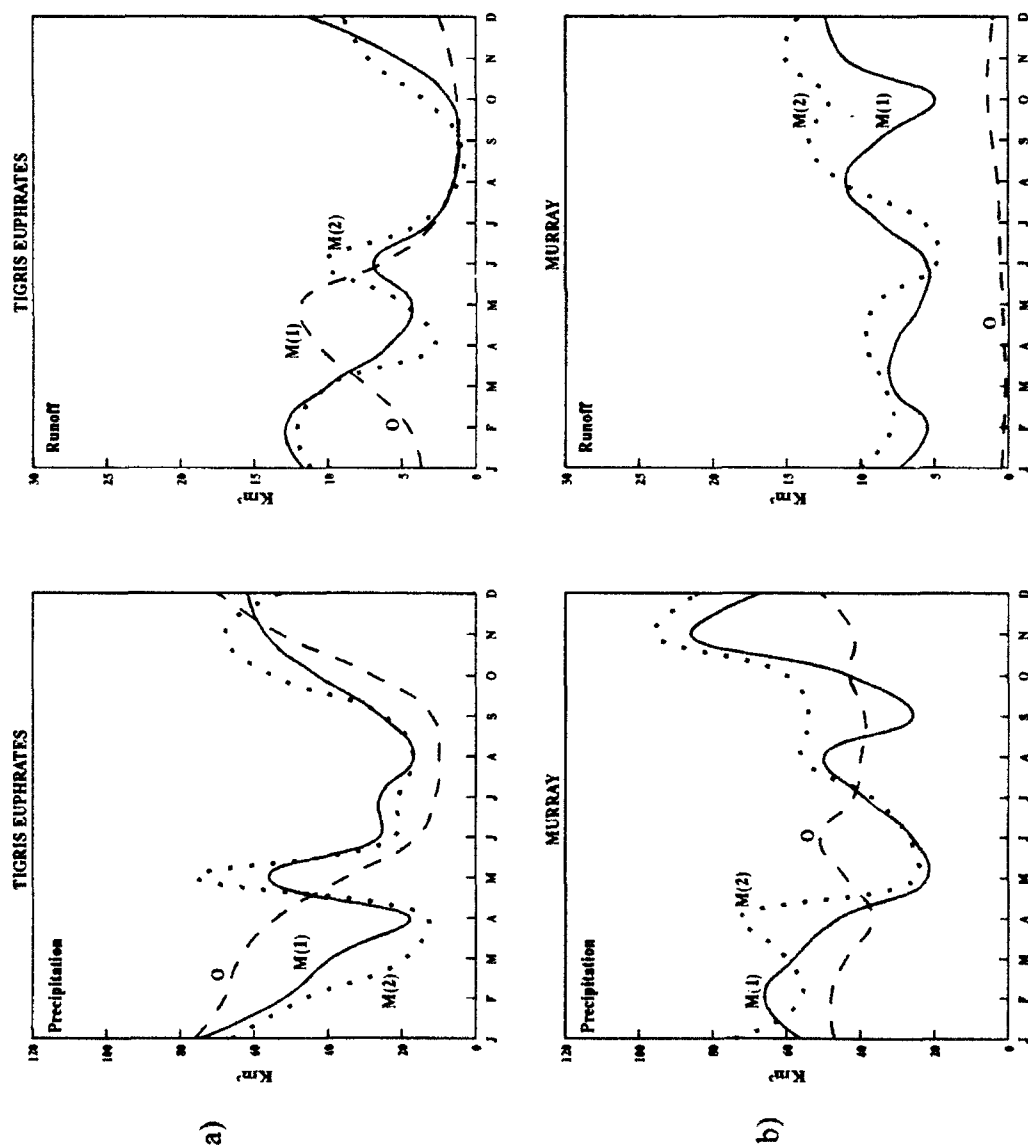 a)
TIGRIS EUPHRATES
Precipitation
Km³
120
100
80
60
40
20
0
O
M(1)
M(2)
J F M A M J J A S O N D
TIGRIS EUPHRATES
Runoff
Km³
30
25
20
15
10
5
0
M(1)
M(2)
O
J F M A M J J A S O N D
b)
MURRAY
Precipitation
Km³
120
100
80
60
40
20
0
M(1)
M(2)
O
J F M A M J J A S O N D
MURRAY
Runoff
Km³
30
25
20
15
10
5
0
M(2)
M(1)
O
J F M A M J J A S O N D